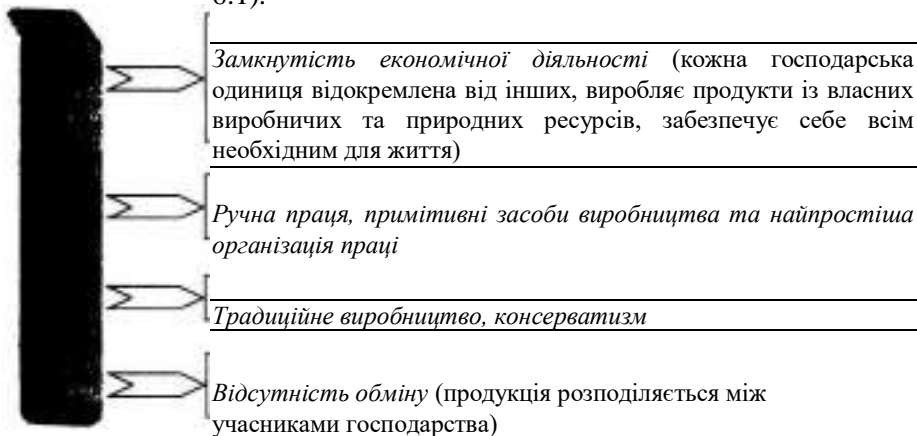 6.1).
Замкнутість економічної діяльності (кожна господарська
одиниця відокремлена від інших, виробляє продукти із власних
виробничих та природних ресурсів, забезпечує себе всім
необхідним для життя)
Ручна праця, примітивні засоби виробництва та найпростіша
організація праці
Традиційне виробництво, консерватизм
Відсутність обміну (продукція розподіляється між
учасниками господарства)